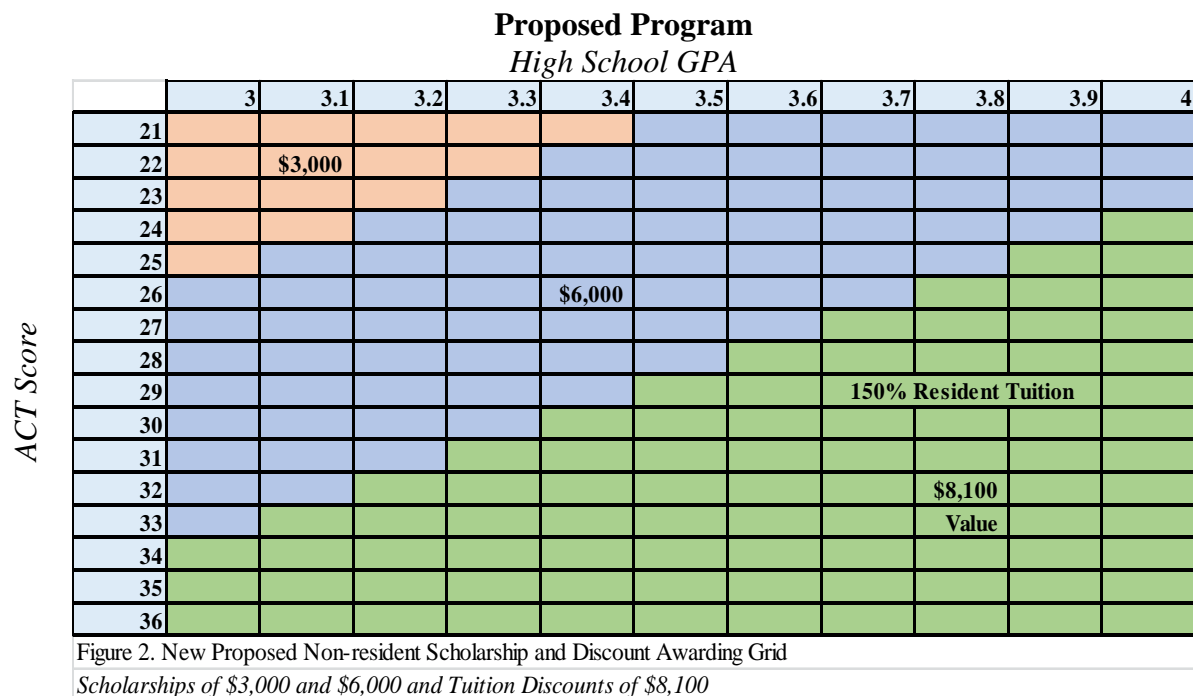 Proposed Program
High School GPA
3 3.1 3.2 3.3 3.4 3.5 3.6 3.7 3.8 3.9 4
21
22 $3,000
23
24
25
26 $6,000
27
28
29 150% Resident Tuition
30
31
32 $8,100
33 Value
34
35
36
ACT Score
Figure 2. New Proposed Non-resident Scholarship and Discount Awarding Grid
Scholarships of $3,000 and $6,000 and Tuition Discounts of $8,100